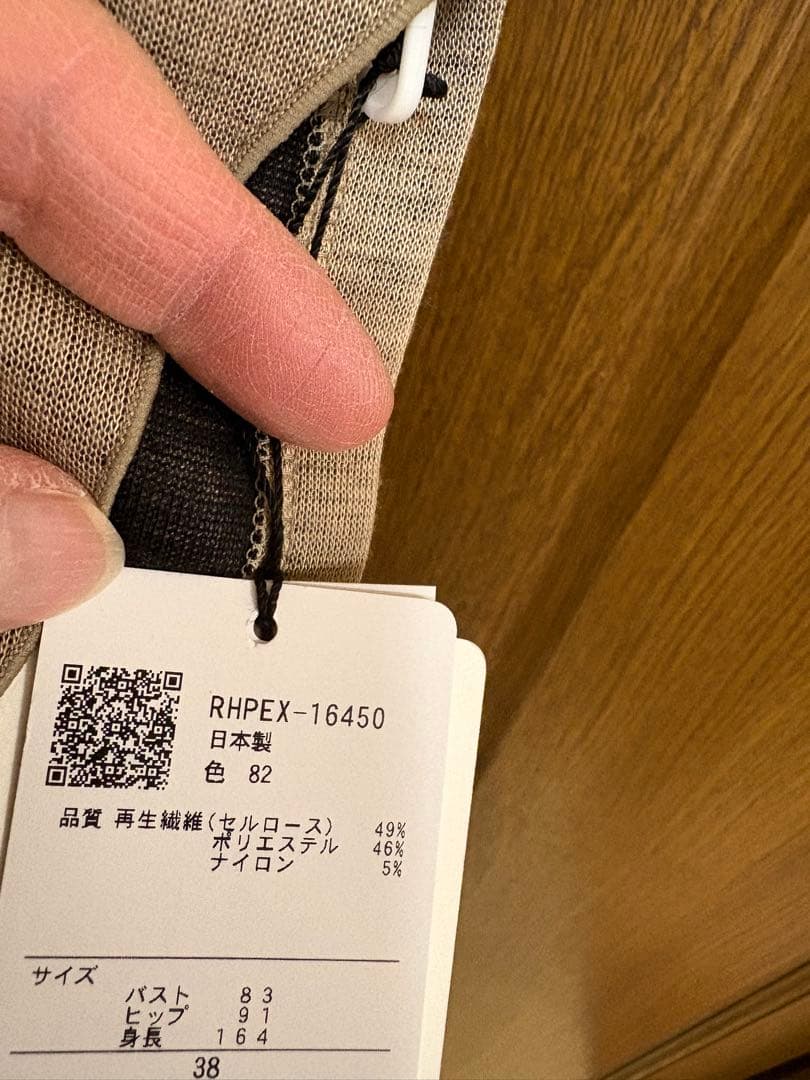 RHPEX-16450
日本製
色 82
品質 再生繊維(セルロース) 49%
ポリエステル 46%
ナイロン 5%
サイズ
バスト 83
ヒップ 91
身長 164
38